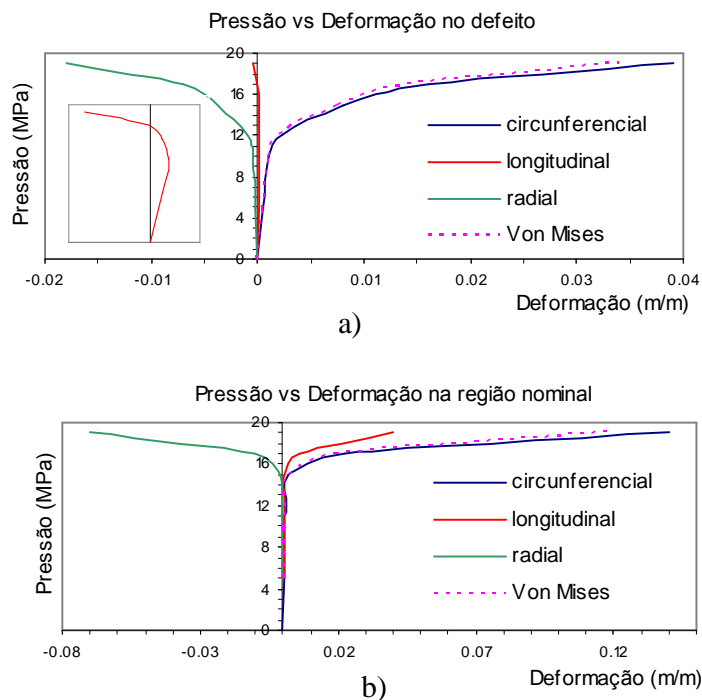 Pressão vs Deformação no defeito
Pressão (MPa)
20
16
12
8
4
0
circunferencial
longitudinal
radial
Von Mises
-0.02 -0.01 0 0.01 0.02 0.03 0.04
Deformação (m/m)
a)
Pressão vs Deformação na região nominal
Pressão (MPa)
20
16
12
8
4
0
circunferencial
longitudinal
radial
Von Mises
-0.08 -0.03 0.02 0.07 0.12
Deformação (m/m)
b)